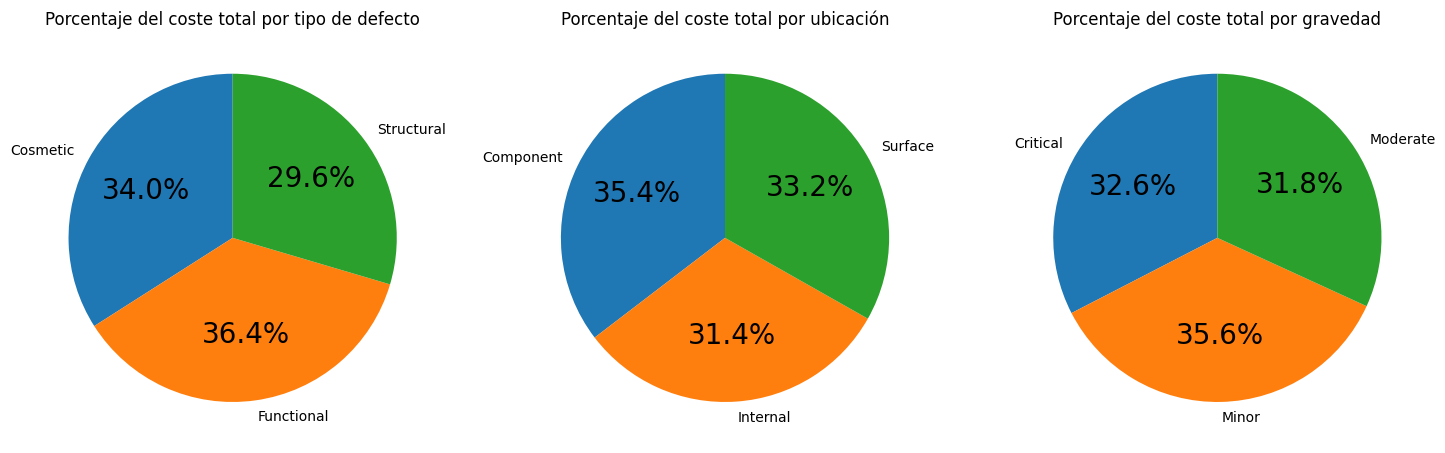 Porcentaje del coste total por tipo de defecto
Cosmetic
34.0%
Functional
36.4%
Structural
29.6%
Porcentaje del coste total por ubicación
Component
35.4%
Internal
31.4%
Surface
33.2%
Porcentaje del coste total por gravedad
Critical
32.6%
Minor
35.6%
Moderate
31.8%